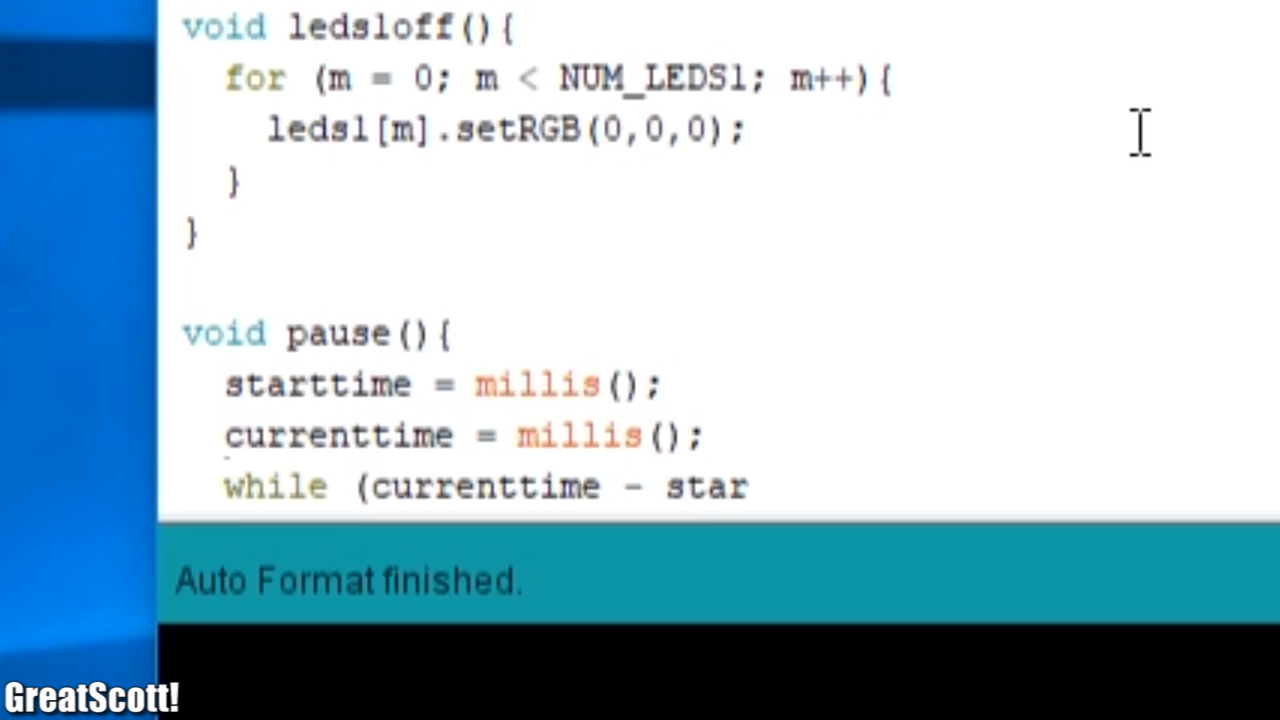 void leds1off(){
for (m = 0; m < NUM_LEDS1; m++){
leds1[m].setRGB(0,0,0);
}
}
void pause(){
starttime = millis();
currenttime = millis();
while (currenttime - star
Auto Format finished.
GreatScott!